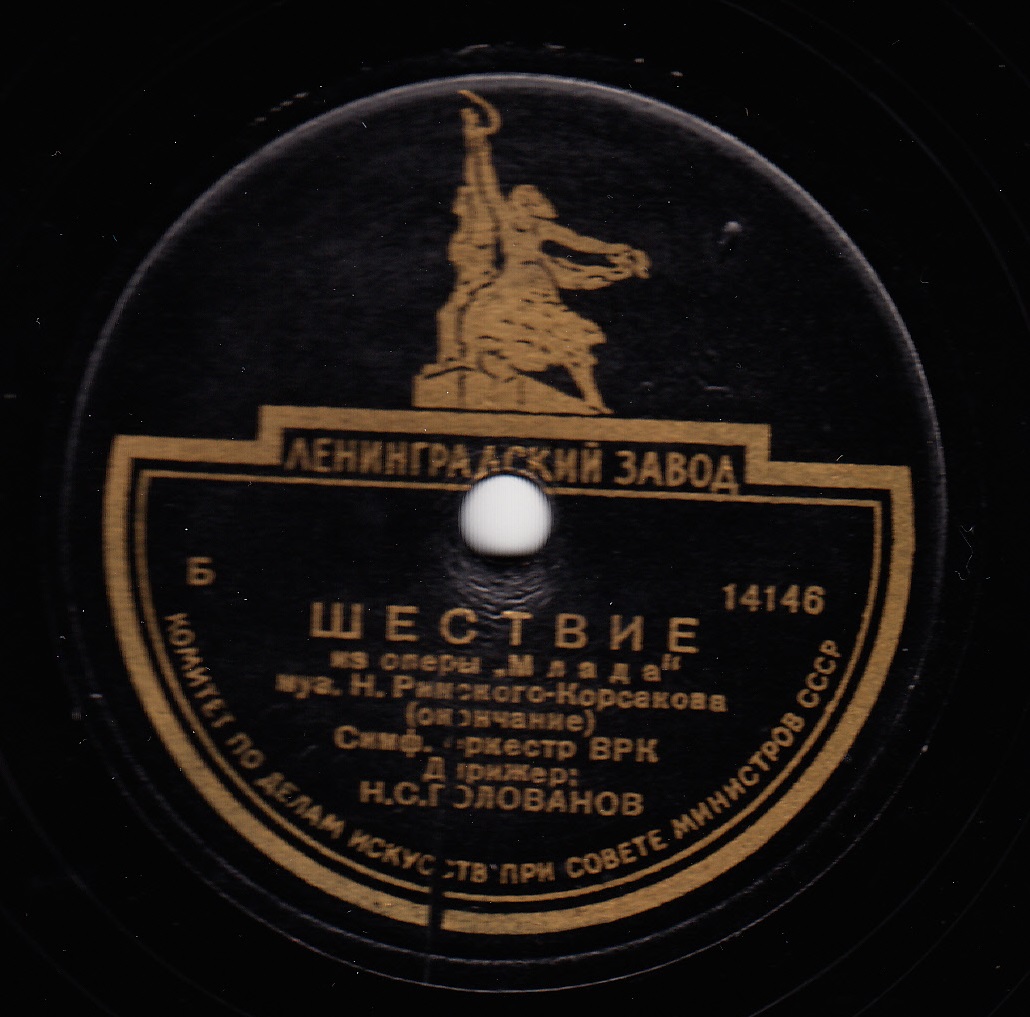 ЛЕНИНГРАДСКИЙ ЗАВОД
Б 14146
ШЕСТВИЕ
из оперы „Млада“
муз. Н. Римского-Корсакова
(окончание)
Симф. оркестр ВРК
Дирижер:
Н.С.ГОЛОВАНОВ
КОМИТЕТ ПО ДЕЛАМ ИСКУССТВ ПРИ СОВЕТЕ МИНИСТРОВ СССР